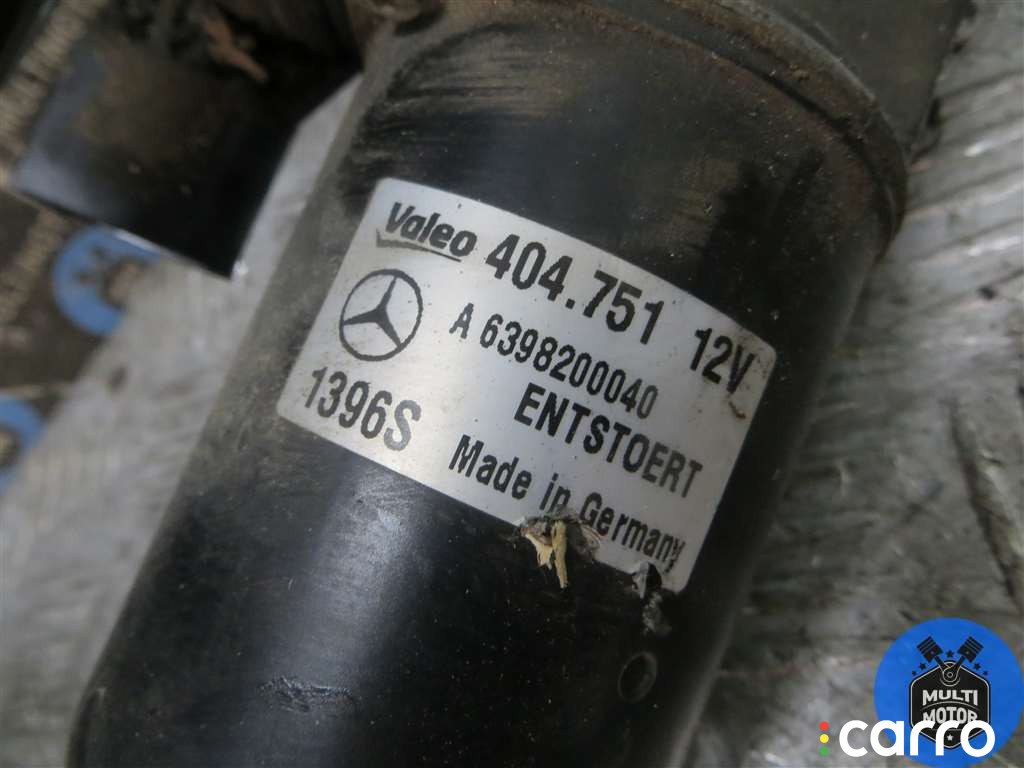 Valeo 404.751 12V
A 6398200040
1396S ENTSTOERT
Made in Germany
MULTI
MOTOR
carro